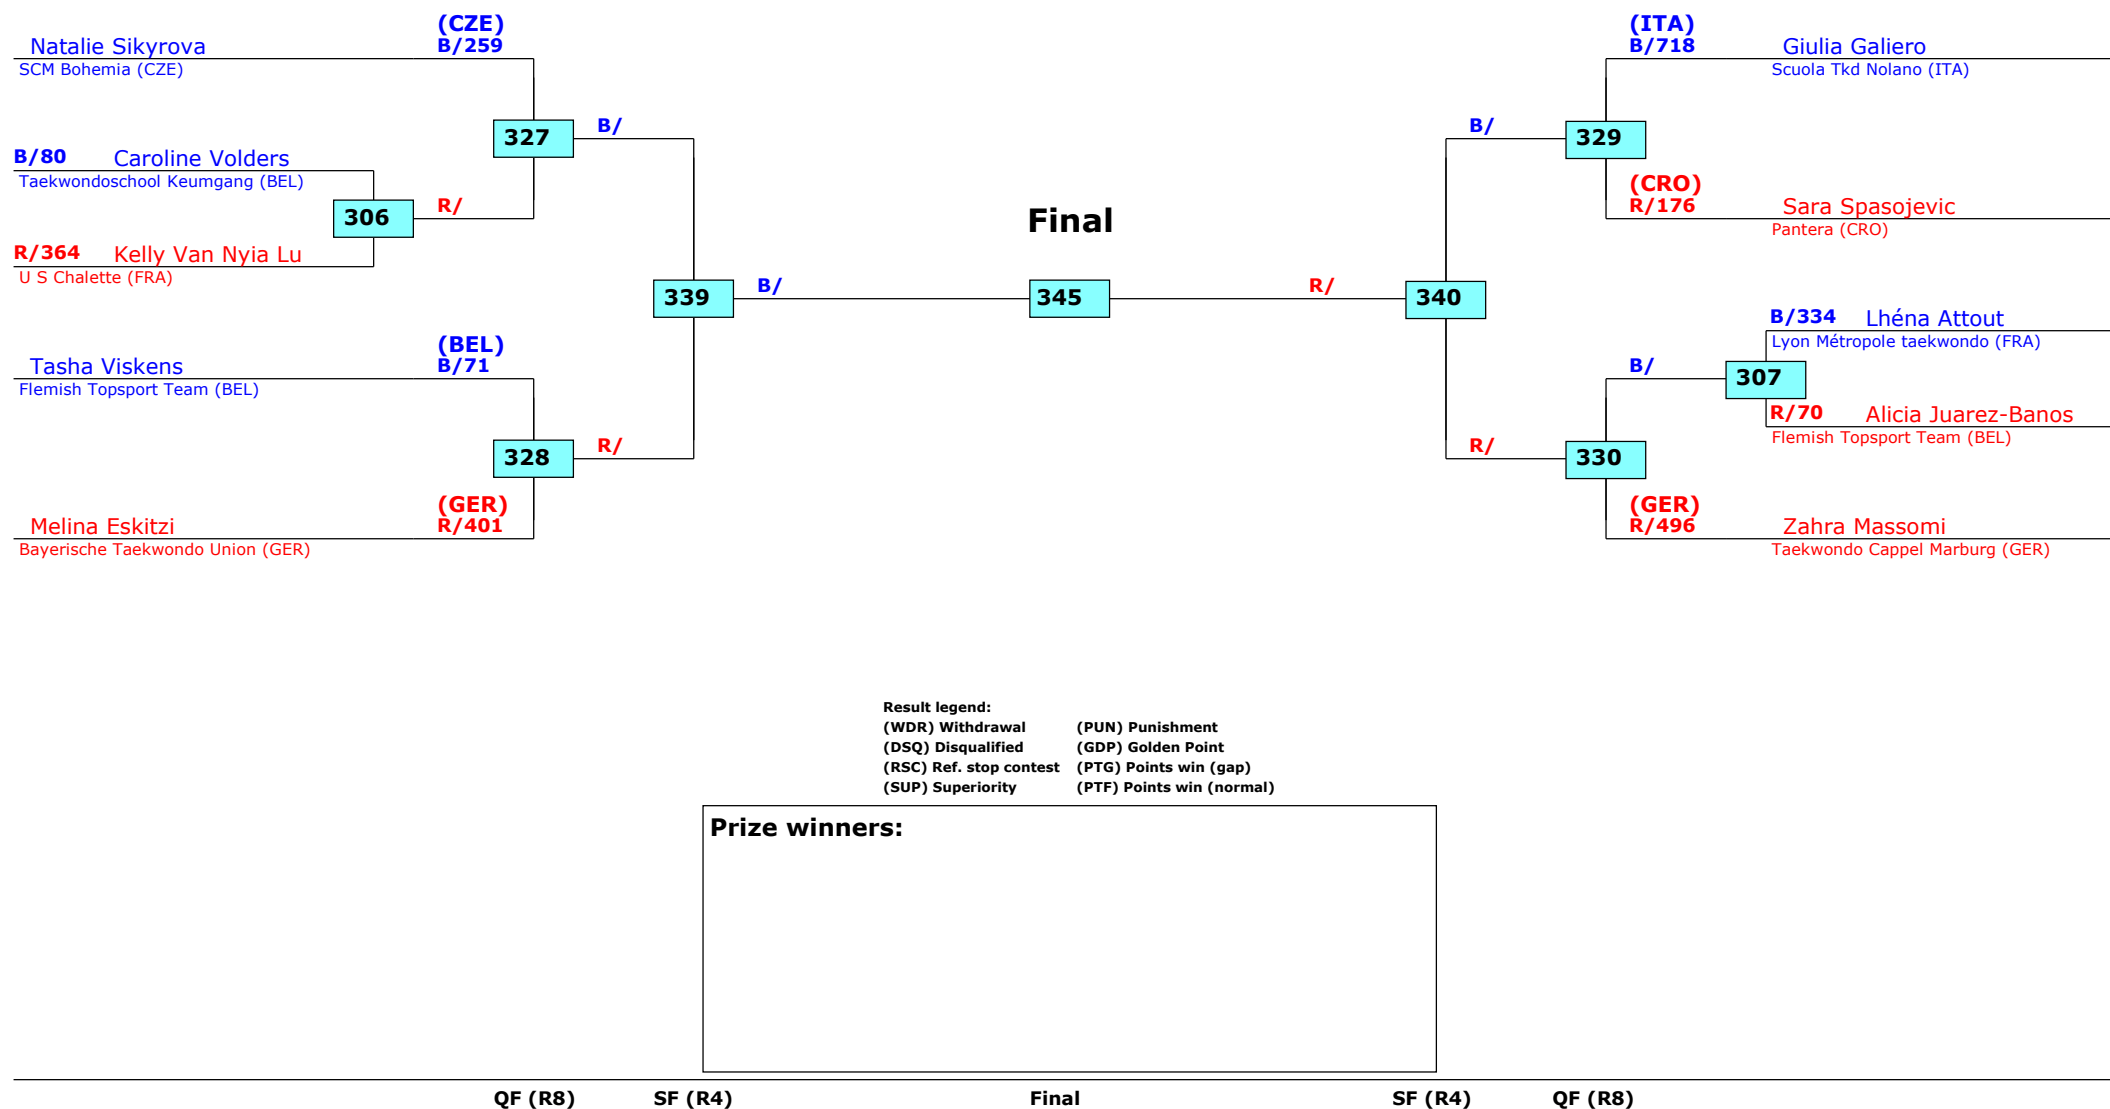 (CZE)
Natalie Sikyrova B/259
SCM Bohemia (CZE)
327 B/
B/80 Caroline Volders
Taekwondoschool Keumgang (BEL)
306 R/
R/364 Kelly Van Nyia Lu
U S Chalette (FRA)
339 B/
(BEL)
Tasha Viskens B/71
Flemish Topsport Team (BEL)
328 R/
(GER)
Melina Eskitzi R/401
Bayerische Taekwondo Union (GER)
Final
345
(ITA)
B/718 Giulia Galiero
Scuola Tkd Nolano (ITA)
B/ 329
(CRO)
R/176 Sara Spasojevic
Pantera (CRO)
R/ 340
B/334 Lhéna Attout
Lyon Métropole taekwondo (FRA)
B/ 307
R/70 Alicia Juarez-Banos
Flemish Topsport Team (BEL)
R/ 330
(GER)
R/496 Zahra Massomi
Taekwondo Cappel Marburg (GER)
Result legend:
(WDR) Withdrawal (PUN) Punishment
(DSQ) Disqualified (GDP) Golden Point
(RSC) Ref. stop contest (PTG) Points win (gap)
(SUP) Superiority (PTF) Points win (normal)
Prize winners:
QF (R8) SF (R4) Final SF (R4) QF (R8)